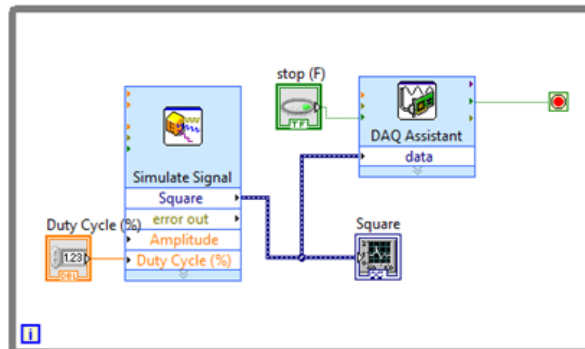 stop (F)
TF
DAQ Assistant
data
Simulate Signal
Square
error out
Amplitude
Duty Cycle (%)
Duty Cycle (%)
1.23
DBL
Square
i